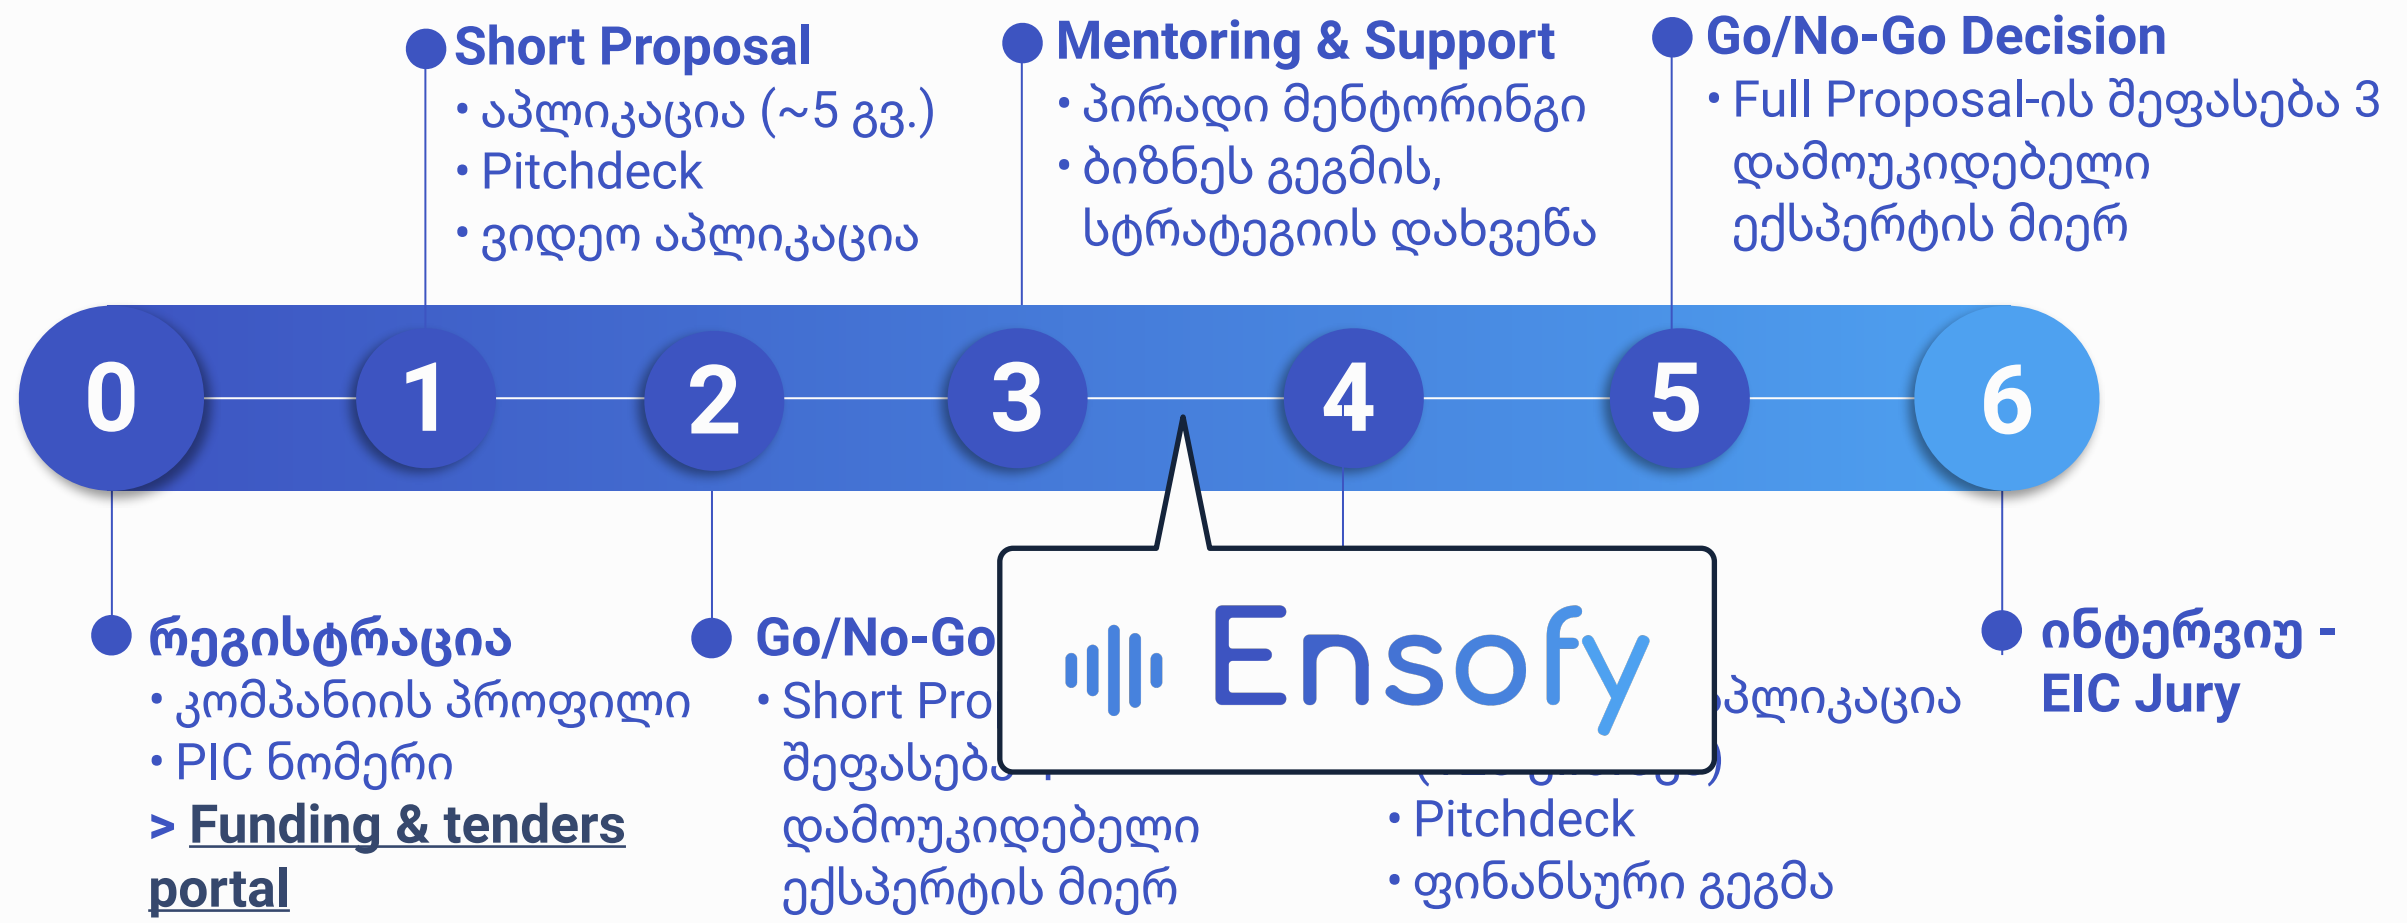 Short Proposal
• აპლიკაცია (~5 გვ.)
• Pitchdeck
• ვიდეო აპლიკაცია
Mentoring & Support
• პირადი მენტორინგი
• ბიზნეს გეგმის,
სტრატეგიის დახვეწა
Go/No-Go Decision
• Full Proposal-ის შეფასება 3
დამოუკიდებელი
ექსპერტის მიერ
0 1 2 3 4 5 6
რეგისტრაცია
• კომპანიის პროფილი
• PIC ნომერი
> Funding & tenders
portal
Go/No-Go
• Short
შეფასება
დამოუკიდებელი
ექსპერტის მიერ
Ensofy
• Pitchdeck
• ფინანსური გეგმა
ინტერვიუ -
EIC Jury